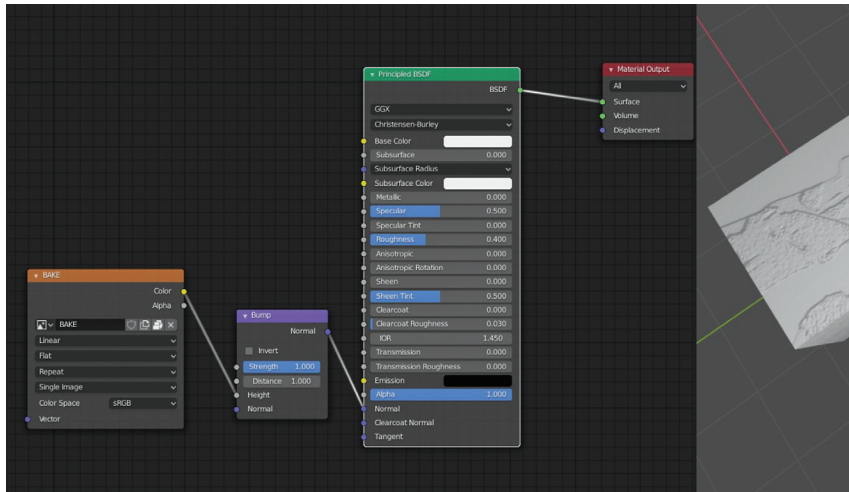 Principled BSDF
BSDF
GGX
Christensen-Burley
Base Color
Subsurface 0.000
Subsurface Radius
Subsurface Color
Metallic 0.000
Specular 0.500
Specular Tint 0.000
Roughness 0.400
Anisotropic 0.000
Anisotropic Rotation 0.000
Sheen 0.000
Sheen Tint 0.500
Clearcoat 0.000
Clearcoat Roughness 0.030
IOR 1.450
Transmission 0.000
Transmission Roughness 0.000
Emission
Alpha 1.000
Normal
Clearcoat Normal
Tangent
Material Output
All
Surface
Volume
Displacement
BAKE
Color
Alpha
BAKE
Linear
Flat
Repeat
Single Image
Color Space sRGB
Vector
Bump
Normal
Invert
Strength 1.000
Distance 1.000
Height
Normal